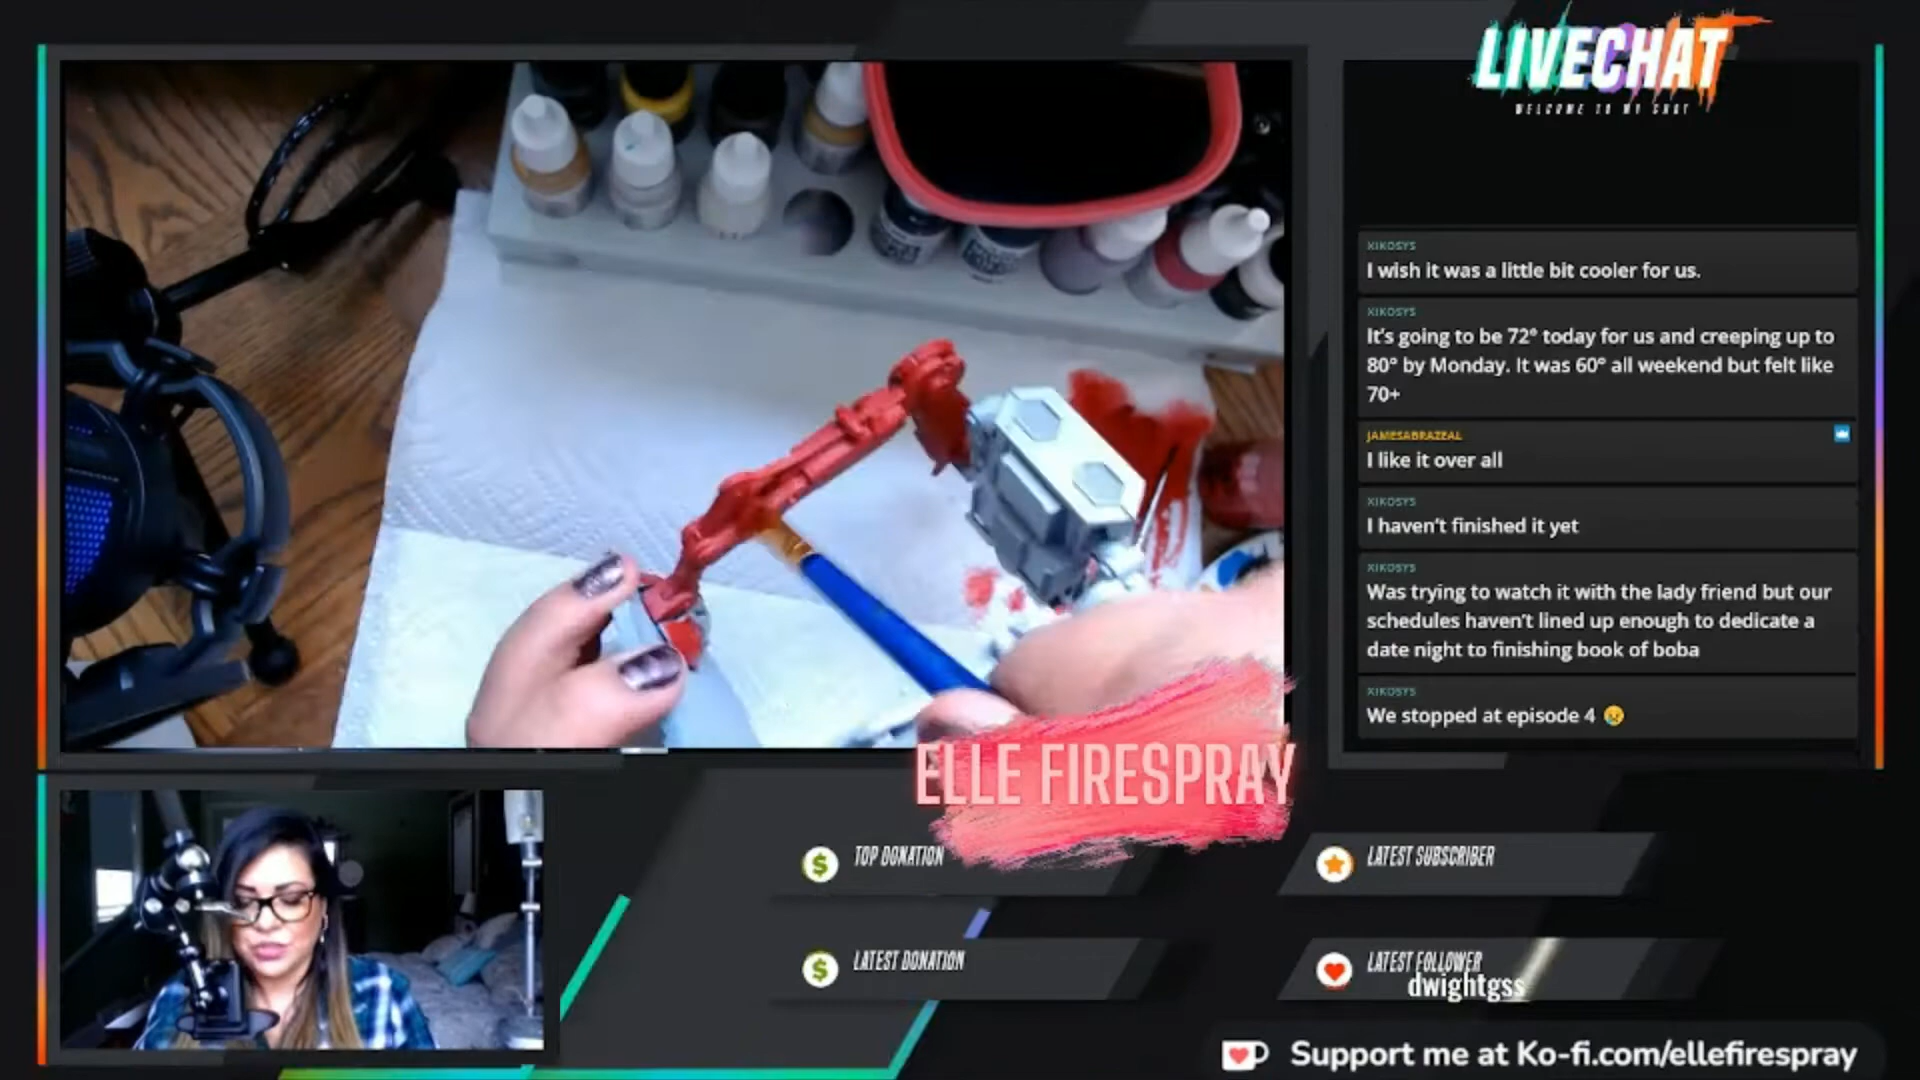 LIVECHAT
WELCOME TO MY CHAT
XIKOSYS
I wish it was a little bit cooler for us.
XIKOSYS
It's going to be 72° today for us and creeping up to
80° by Monday. It was 60° all weekend but felt like
70+
JAMESABRAZEAL
I like it over all
XIKOSYS
I haven't finished it yet
XIKOSYS
Was trying to watch it with the lady friend but our
schedules haven't lined up enough to dedicate a
date night to finishing book of boba
XIKOSYS
We stopped at episode 4
ELLE FIRESPRAY
TOP DONATION
LATEST SUBSCRIBER
LATEST DONATION
LATEST FOLLOWER
dwightgss
Support me at Ko-fi.com/ellefirespray